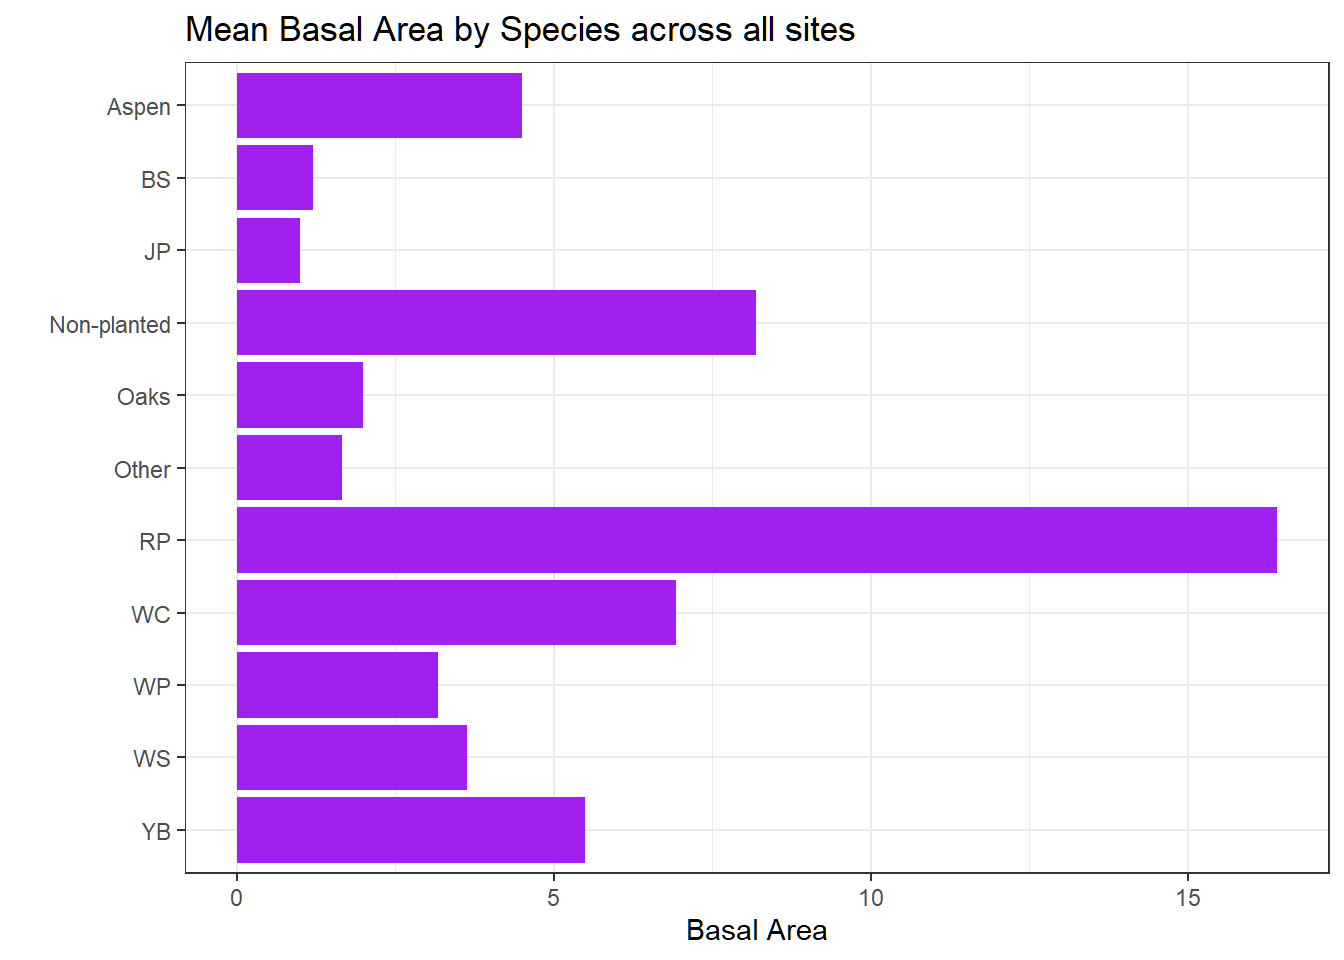 Mean Basal Area by Species across all sites
Aspen
BS
JP
Non-planted
Oaks
Other
RP
WC
WP
WS
YB
0 5 10 15
Basal Area